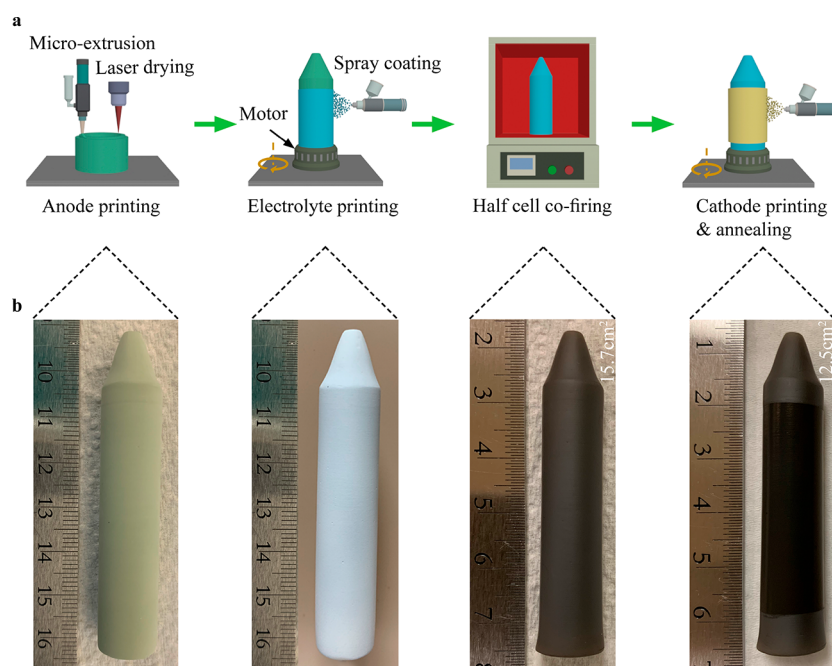 a
Micro-extrusion
Laser drying
Spray coating
Motor
Anode printing
Electrolyte printing
Half cell co-firing
Cathode printing
& annealing
b
10
11
12
13
14
15
16
10
11
12
13
14
15
16
15.7cm²
2
3
4
5
6
7
8
12.5cm²
1
2
3
4
5
6